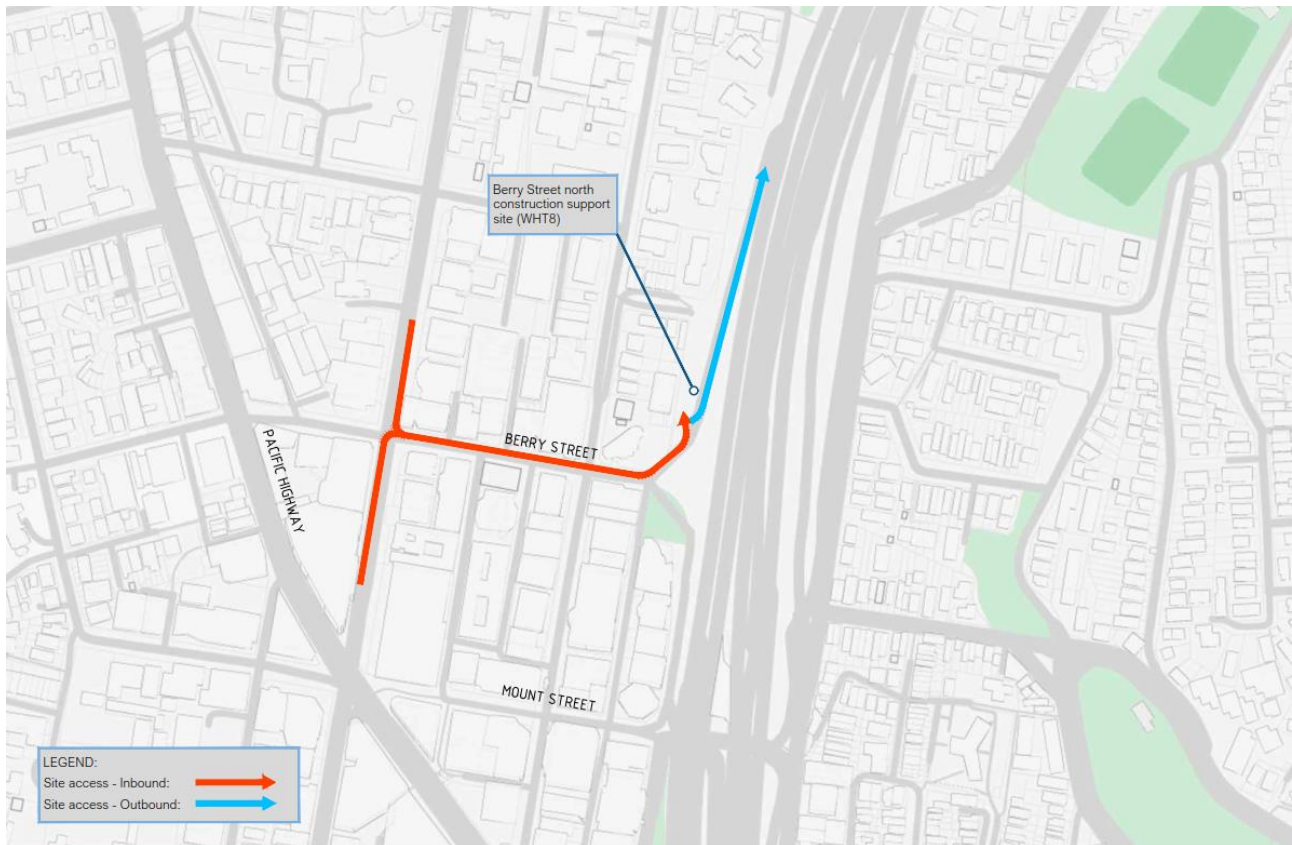 Berry Street north
construction support
site (WHT8)
BERRY STREET
PACIFIC HIGHWAY
MOUNT STREET
LEGEND:
Site access - Inbound:
Site access - Outbound: